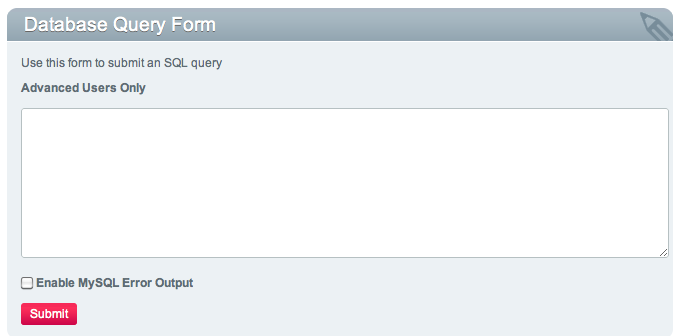 Database Query Form
Use this form to submit an SQL query
Advanced Users Only
Enable MySQL Error Output
Submit